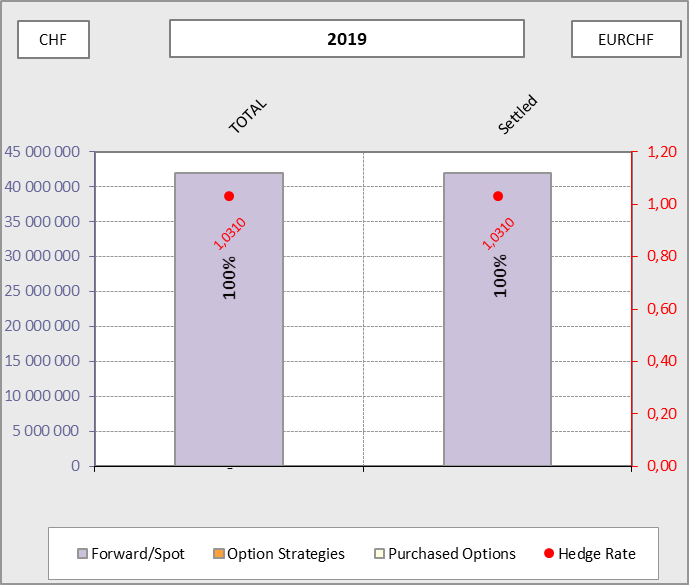 CHF
2019
EURCHF
TOTAL
Settled
45 000 000
40 000 000
35 000 000
30 000 000
25 000 000
20 000 000
15 000 000
10 000 000
5 000 000
0
1,0310
100%
1,0310
100%
-
1,20
1,00
0,80
0,60
0,40
0,20
0,00
Forward/Spot
Option Strategies
Purchased Options
Hedge Rate